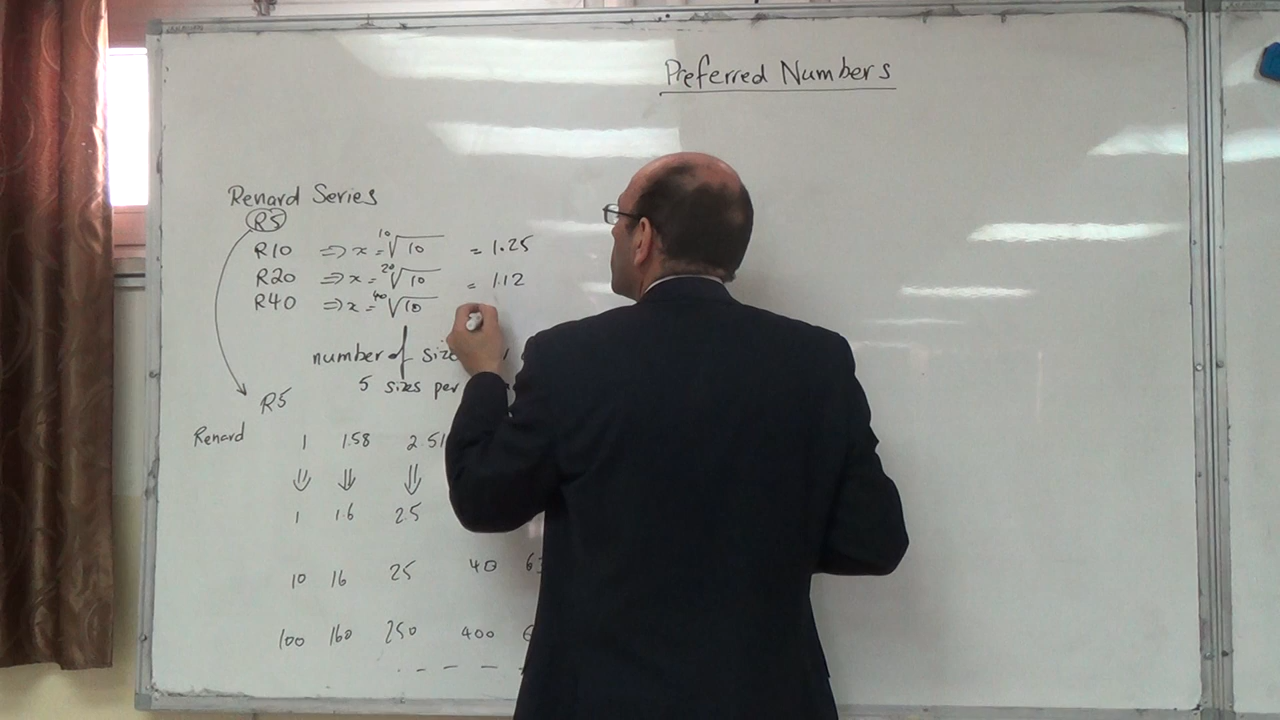 Preferred Numbers
Renard Series
R5
R10 ⇒ x = ¹⁰√10 = 1.25
R20 ⇒ x = ²⁰√10 = 1.12
R40 ⇒ x = ⁴⁰√10
number of
5 sizes per
R5
Renard 1 1.58 2.51
⇓ ⇓ ⇓
1 1.6 2.5
10 16 25 40
100 160 250 400
. - - - -